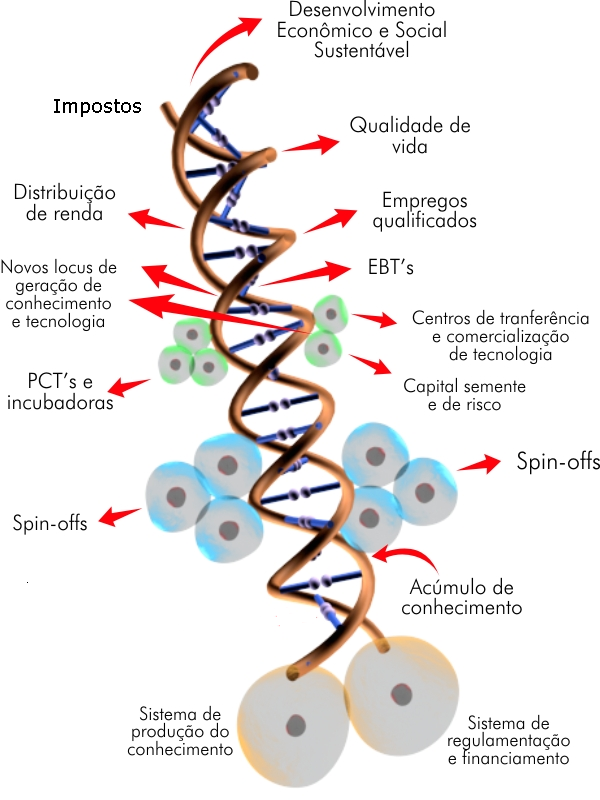 Desenvolvimento
Econômico e Social
Sustentável
Impostos
Qualidade de
vida
Distribuição
de renda
Empregos
qualificados
Novos locus de
geração de
conhecimento
e tecnologia
EBT's
Centros de tranferência
e comercialização
de tecnologia
PCT's e
incubadoras
Capital semente
e de risco
Spin-offs
Spin-offs
Acúmulo de
conhecimento
Sistema de
produção do
conhecimento
Sistema de
regulamentação
e financiamento